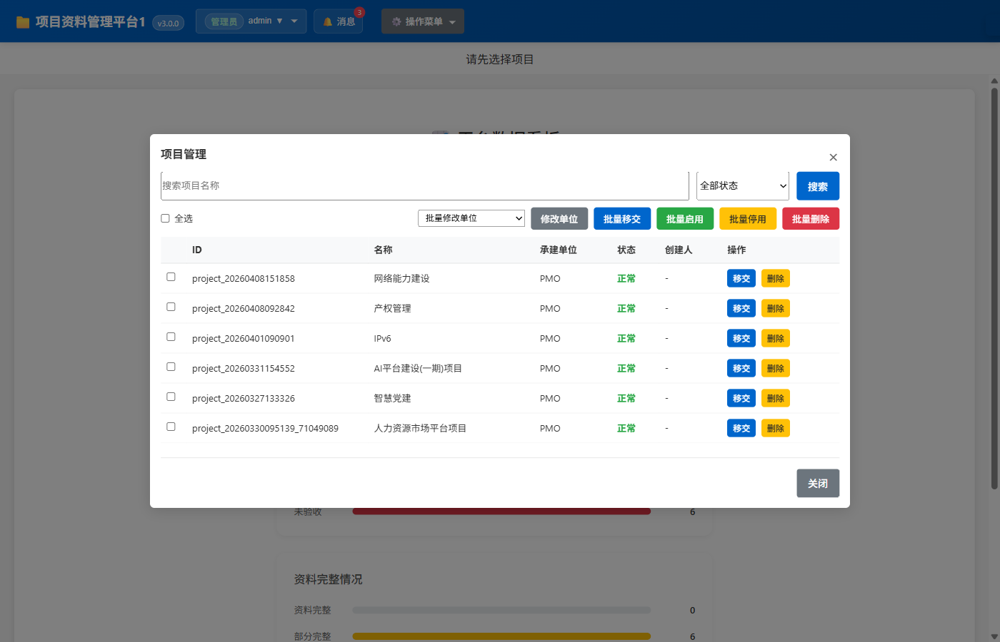 项目资料管理平台1 v3.0.0 管理员 admin ▼ 消息 3 操作菜单
请先选择项目
项目管理 ×
搜索项目名称 全部状态 搜索
全选 批量修改单位 修改单位 批量移交 批量启用 批量停用 批量删除
ID 名称 承建单位 状态 创建人 操作
project_20260408151858 网络能力建设 PMO 正常 - 移交 删除
project_20260408092842 产权管理 PMO 正常 - 移交 删除
project_20260401090901 IPv6 PMO 正常 - 移交 删除
project_20260331154552 AI平台建设(一期)项目 PMO 正常 - 移交 删除
project_20260327133326 智慧党建 PMO 正常 - 移交 删除
project_20260330095139_71049089 人力资源市场平台项目 PMO 正常 - 移交 删除
关闭
未验收 6
资料完整情况
资料完整 0
部分完整 6